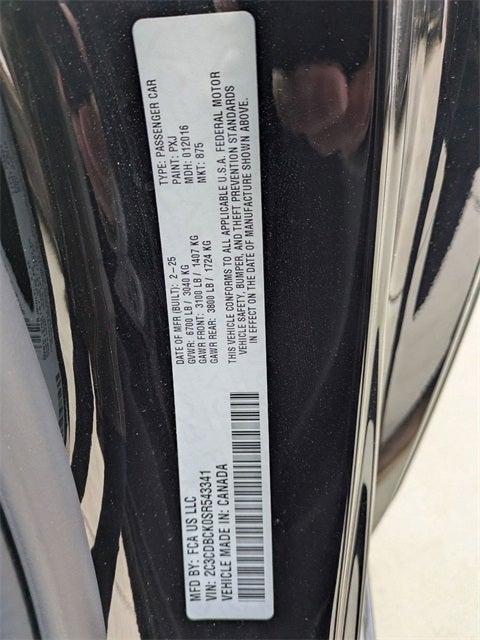 MFD BY: FCA US LLC
VIN: 2C3CDBCK0SR543341
VEHICLE MADE IN: CANADA
DATE OF MFR (BUILT): 2-25
GVWR: 6700 LB / 3040 KG
GAWR FRONT: 3100 LB / 1407 KG
GAWR REAR: 3800 LB / 1724 KG
TYPE: PASSENGER CAR
PAINT: PXJ
MDH: 012016
MKT: 875
THIS VEHICLE CONFORMS TO ALL APPLICABLE U.S.A. FEDERAL MOTOR
VEHICLE SAFETY, BUMPER, AND THEFT PREVENTION STANDARDS
IN EFFECT ON THE DATE OF MANUFACTURE SHOWN ABOVE.